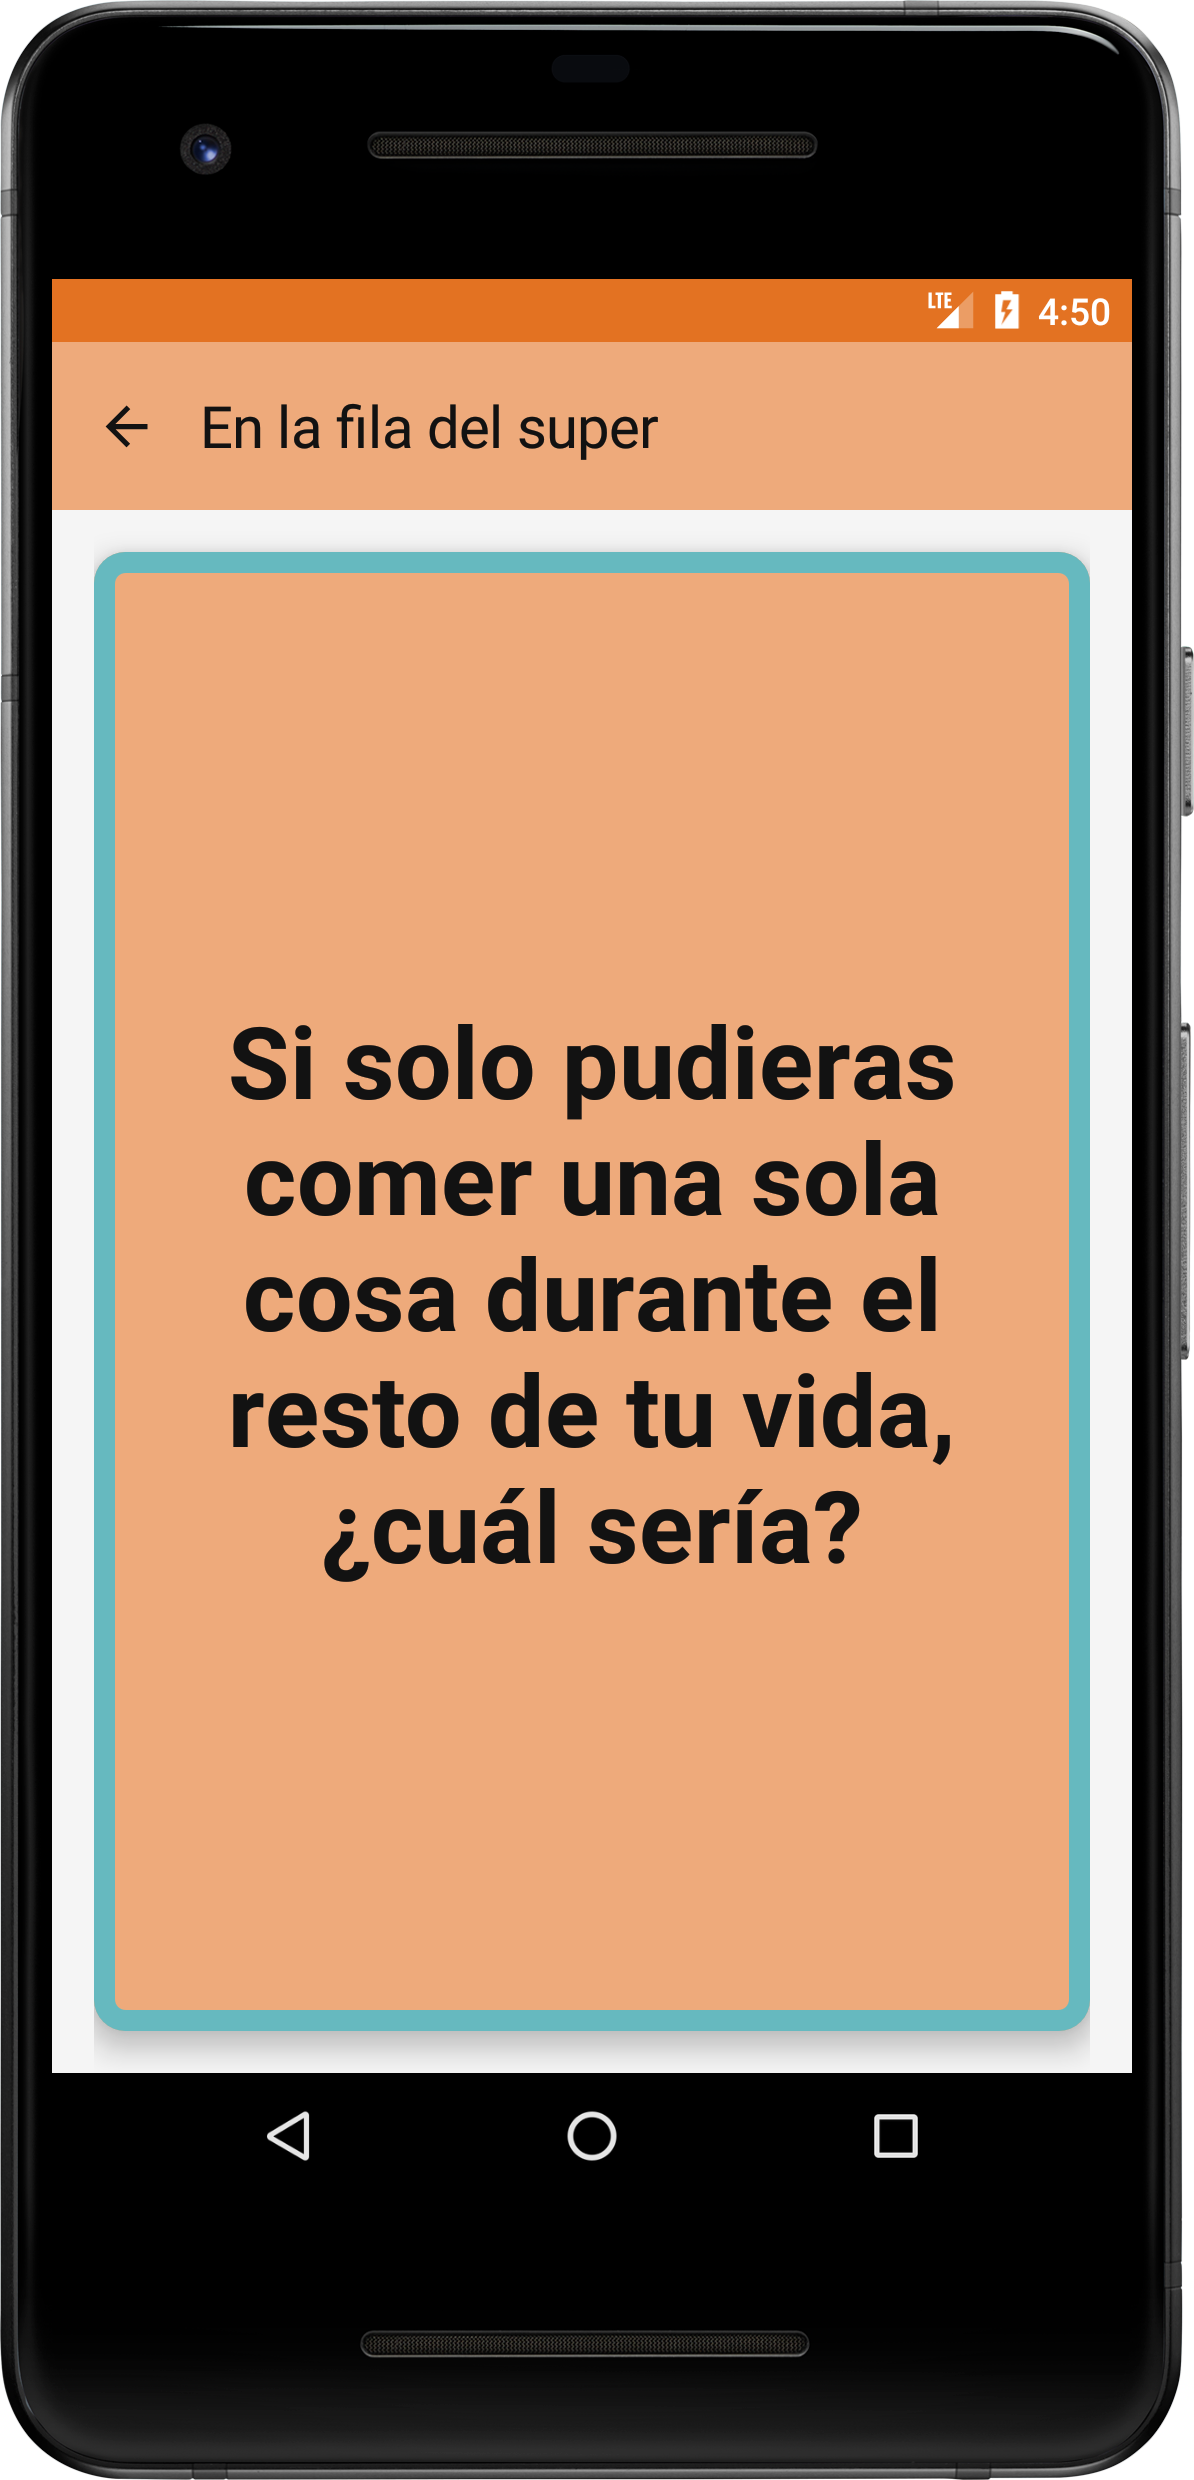 LTE 4:50
En la fila del super
Si solo pudieras
comer una sola
cosa durante el
resto de tu vida,
¿cuál sería?